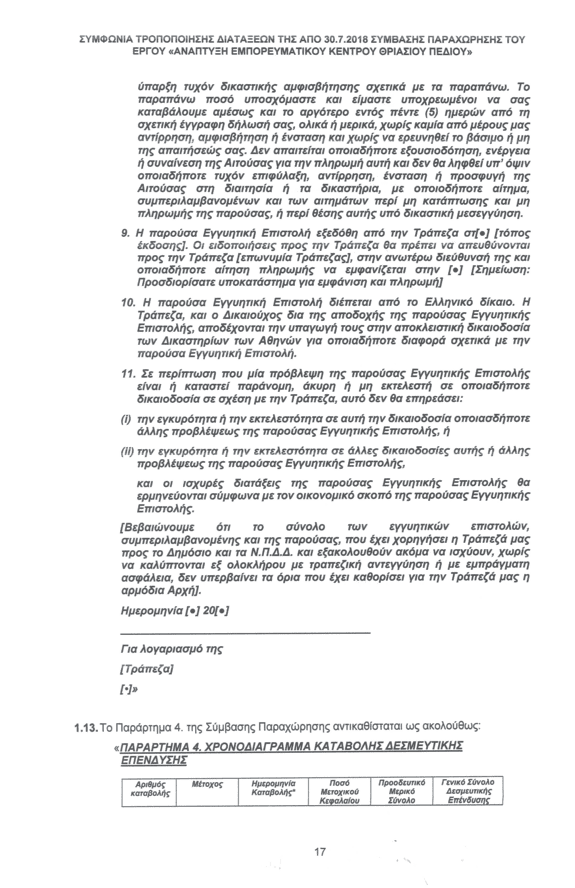 ΣΥΜΦΩΝΙΑ ΤΡΟΠΟΠΟΙΗΣΗΣ ΔΙΑΤΑΞΕΩΝ ΤΗΣ ΑΠΟ 30.7.2018 ΣΥΜΒΑΣΗΣ ΠΑΡΑΧΩΡΗΣΗΣ ΤΟΥ
ΕΡΓΟΥ «ΑΝΑΠΤΥΞΗ ΕΜΠΟΡΕΥΜΑΤΙΚΟΥ ΚΕΝΤΡΟΥ ΘΡΙΑΣΙΟΥ ΠΕΔΙΟΥ»
ύπαρξη τυχόν δικαστικής αμφισβήτησης σχετικά με τα παραπάνω. Το
παραπάνω ποσό υποσχόμαστε και είμαστε υποχρεωμένοι να σας
καταβάλουμε αμέσως και το αργότερο εντός πέντε (5) ημερών από τη
σχετική έγγραφη δήλωσή σας, ολικά ή μερικά, χωρίς καμία από μέρους μας
αντίρρηση, αμφισβήτηση ή ένσταση και χωρίς να ερευνηθεί το βάσιμο ή μη
της απαιτήσεώς σας. Δεν απαιτείται οποιαδήποτε εξουσιοδότηση, ενέργεια
ή συναίνεση της Αιτούσας για την πληρωμή αυτή και δεν θα ληφθεί υπ' όψιν
οποιαδήποτε τυχόν επιφύλαξη, αντίρρηση, ένσταση ή προσφυγή της
Αιτούσας στη διαιτησία ή τα δικαστήρια, με οποιοδήποτε αίτημα,
συμπεριλαμβανομένων και των αιτημάτων περί μη κατάπτωσης και μη
πληρωμής της παρούσας, ή περί θέσης αυτής υπό δικαστική μεσεγγύηση.
9. Η παρούσα Εγγυητική Επιστολή εξεδόθη από την Τράπεζα στ[●] [τόπος
έκδοσης]. Οι ειδοποιήσεις προς την Τράπεζα θα πρέπει να απευθύνονται
προς την Τράπεζα [επωνυμία Τράπεζας], στην ανωτέρω διεύθυνσή της και
οποιαδήποτε αίτηση πληρωμής να εμφανίζεται στην [●] [Σημείωση:
Προσδιορίσατε υποκατάστημα για εμφάνιση και πληρωμή]
10. Η παρούσα Εγγυητική Επιστολή διέπεται από το Ελληνικό δίκαιο. Η
Τράπεζα, και ο Δικαιούχος δια της αποδοχής της παρούσας Εγγυητικής
Επιστολής, αποδέχονται την υπαγωγή τους στην αποκλειστική δικαιοδοσία
των Δικαστηρίων των Αθηνών για οποιαδήποτε διαφορά σχετικά με την
παρούσα Εγγυητική Επιστολή.
11. Σε περίπτωση που μία πρόβλεψη της παρούσας Εγγυητικής Επιστολής
είναι ή καταστεί παράνομη, άκυρη ή μη εκτελεστή σε οποιαδήποτε
δικαιοδοσία σε σχέση με την Τράπεζα, αυτό δεν θα επηρεάσει:
(i) την εγκυρότητα ή την εκτελεστότητα σε αυτή την δικαιοδοσία οποιασδήποτε
άλλης προβλέψεως της παρούσας Εγγυητικής Επιστολής, ή
(ii) την εγκυρότητα ή την εκτελεστότητα σε άλλες δικαιοδοσίες αυτής ή άλλης
προβλέψεως της παρούσας Εγγυητικής Επιστολής,
και οι ισχυρές διατάξεις της παρούσας Εγγυητικής Επιστολής θα
ερμηνεύονται σύμφωνα με τον οικονομικό σκοπό της παρούσας Εγγυητικής
Επιστολής.
[Βεβαιώνουμε ότι το σύνολο των εγγυητικών επιστολών,
συμπεριλαμβανομένης και της παρούσας, που έχει χορηγήσει η Τράπεζά μας
προς το Δημόσιο και τα Ν.Π.Δ.Δ. και εξακολουθούν ακόμα να ισχύουν, χωρίς
να καλύπτονται εξ ολοκλήρου με τραπεζική αντεγγύηση ή με εμπράγματη
ασφάλεια, δεν υπερβαίνει τα όρια που έχει καθορίσει για την Τράπεζά μας η
αρμόδια Αρχή].
Ημερομηνία [●] 20[●]
Για λογαριασμό της
[Τράπεζα]
[•]»
1.13. Το Παράρτημα 4. της Σύμβασης Παραχώρησης αντικαθίσταται ως ακολούθως:
«ΠΑΡΑΡΤΗΜΑ 4. ΧΡΟΝΟΔΙΑΓΡΑΜΜΑ ΚΑΤΑΒΟΛΗΣ ΔΕΣΜΕΥΤΙΚΗΣ
ΕΠΕΝΔΥΣΗΣ
Αριθμός Μέτοχος Ημερομηνία Ποσό Προοδευτικό Γενικό Σύνολο
καταβολής Καταβολής* Μετοχικού Μερικό Δεσμευτικής
Κεφαλαίου Σύνολο Επένδυσης
17